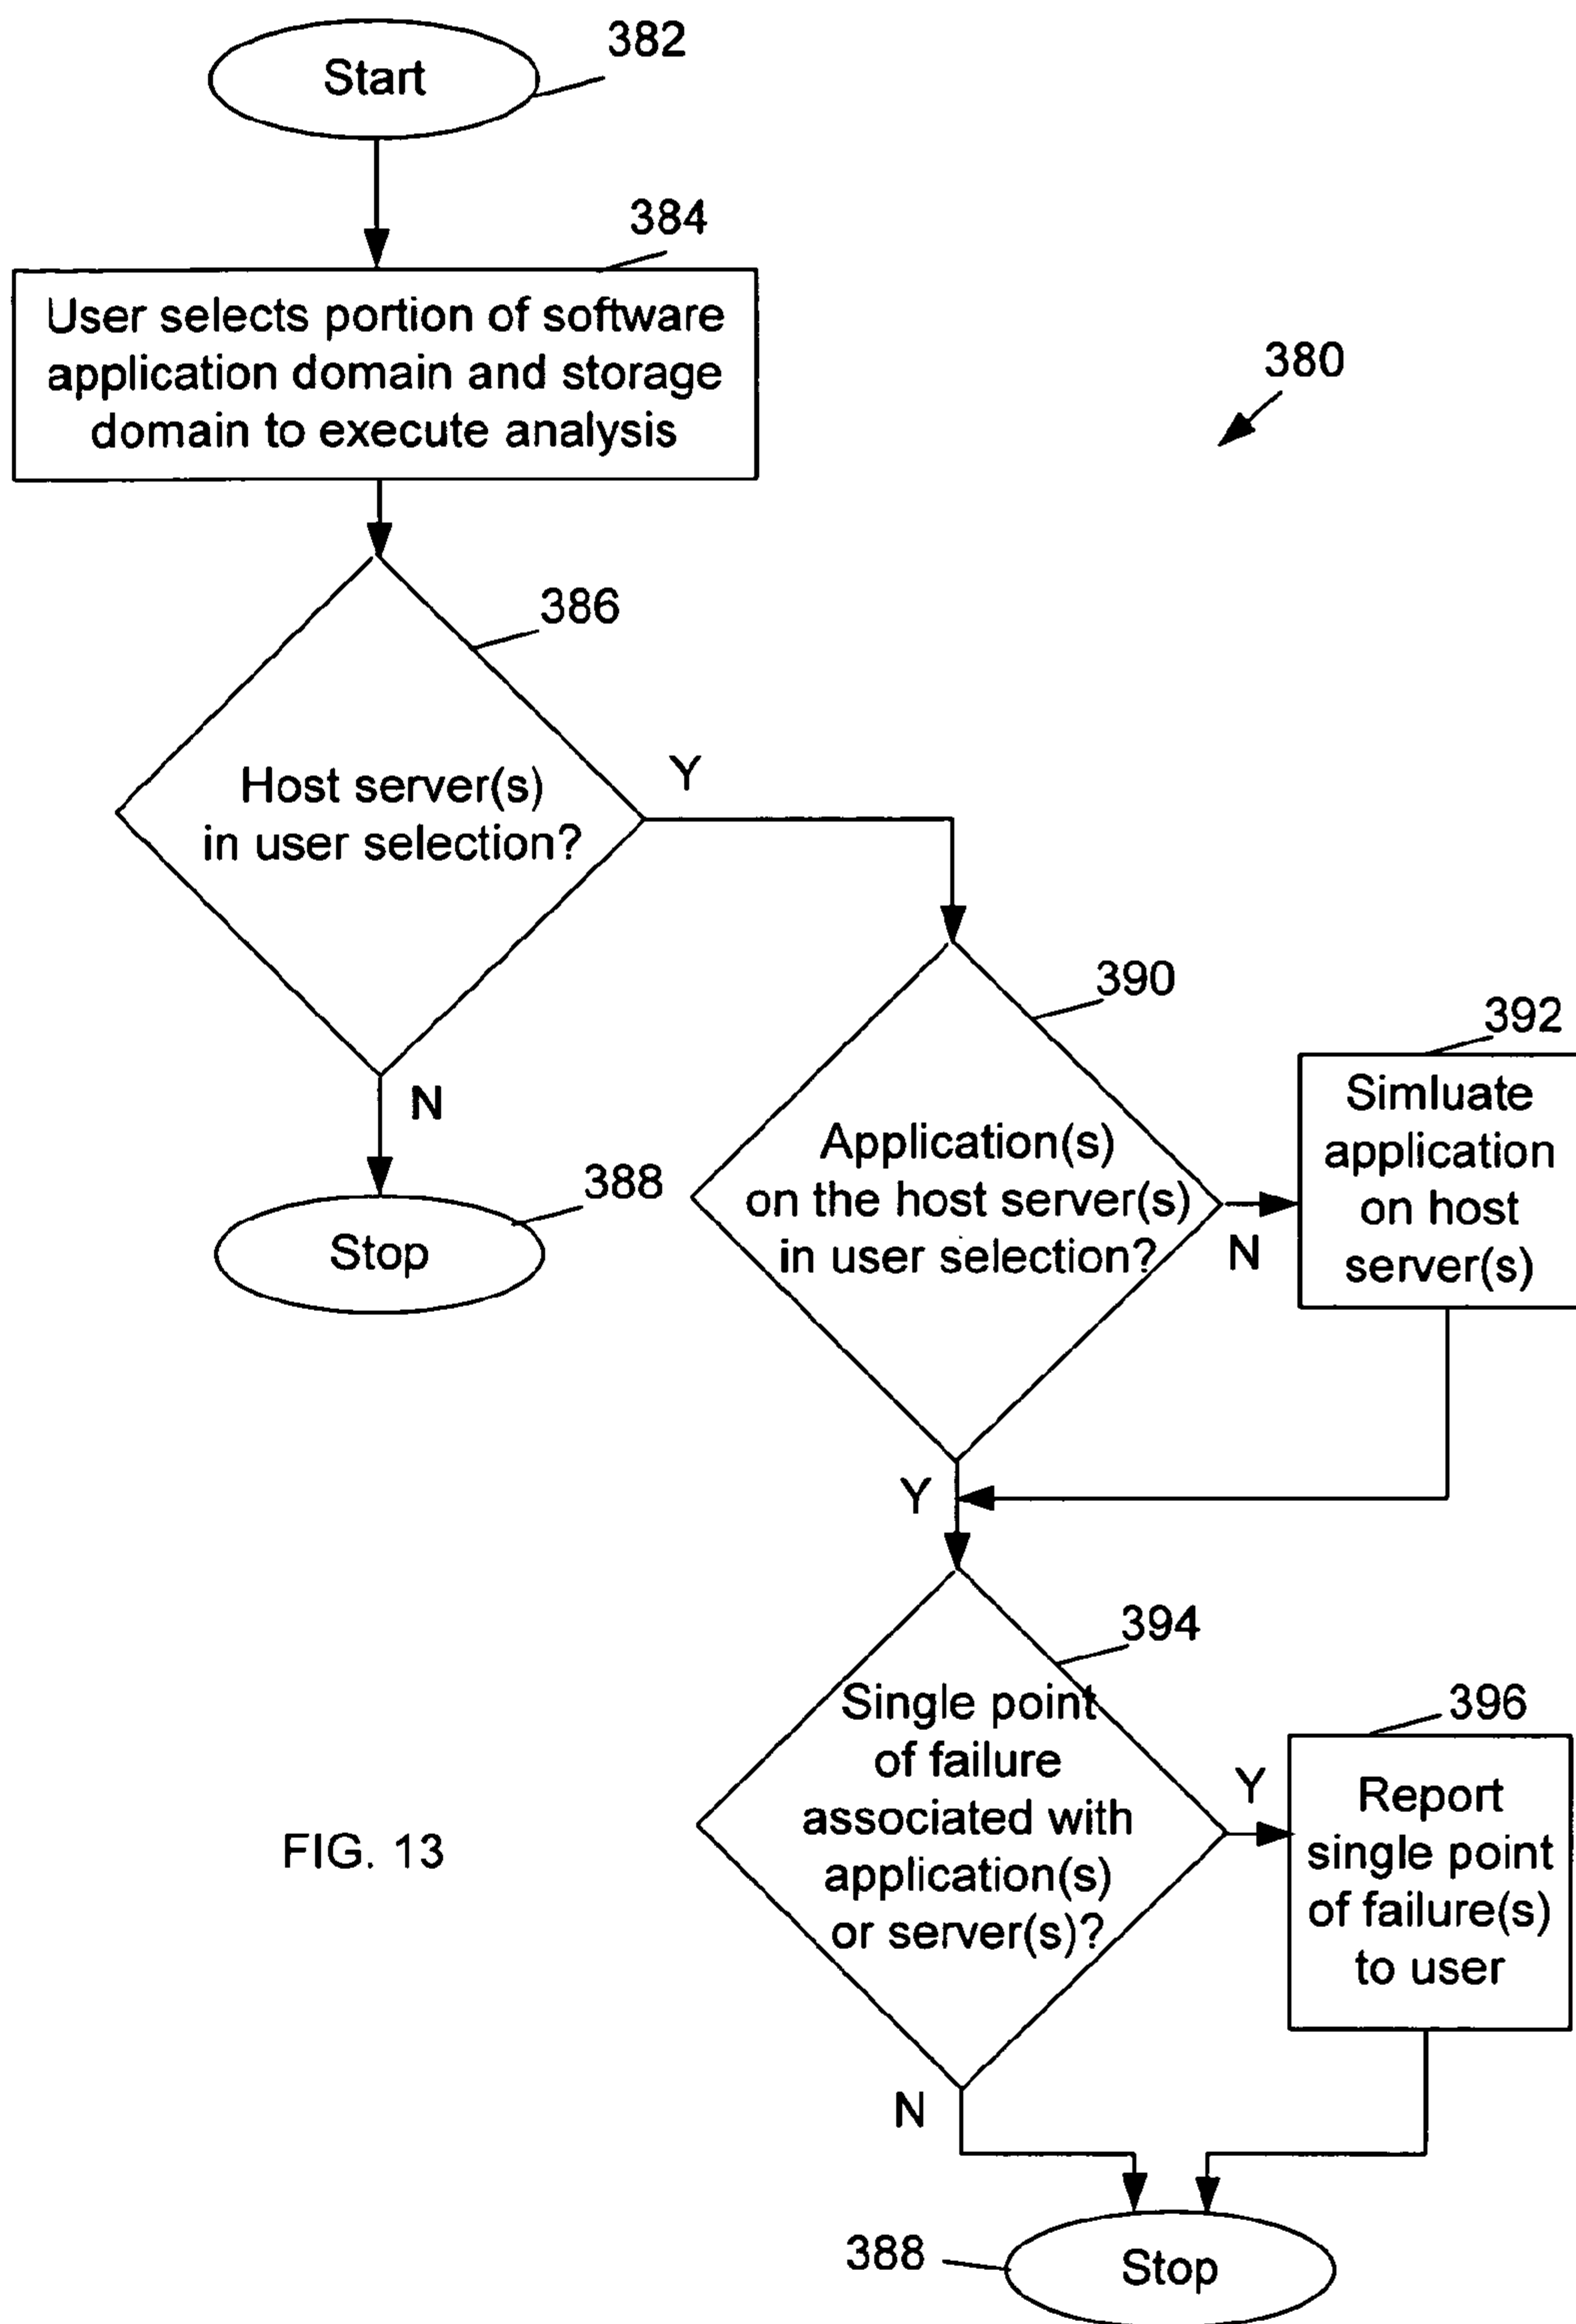 382
Start
384
User selects portion of software
application domain and storage
domain to execute analysis
380
386
Host server(s)
in user selection?
Y
N
388
Stop
390
Application(s)
on the host server(s)
in user selection?
N
392
Simluate
application
on host
server(s)
Y
394
Single point
of failure
associated with
application(s)
or server(s)?
Y
396
Report
single point
of failure(s)
to user
FIG. 13
N
388
Stop